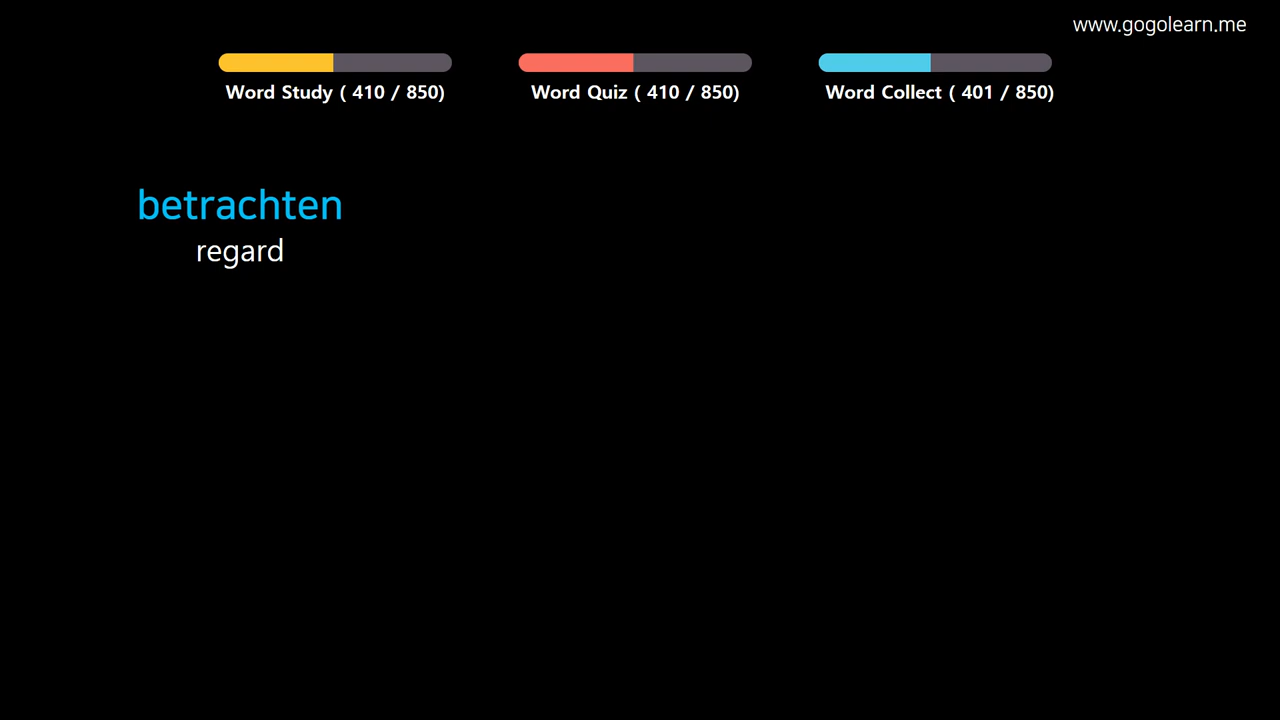 www.gogolearn.me
Word Study ( 410 / 850)
Word Quiz ( 410 / 850)
Word Collect ( 401 / 850)
betrachten
regard